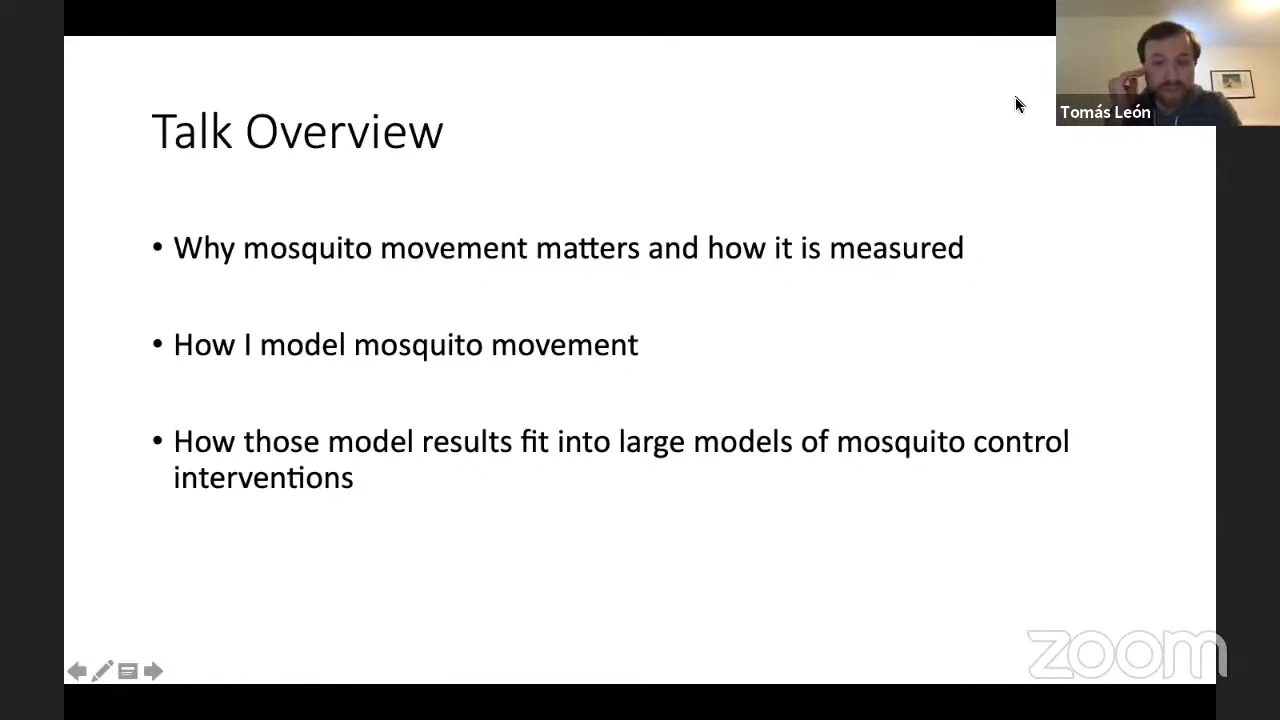 Talk Overview
Tomás León
• Why mosquito movement matters and how it is measured
• How I model mosquito movement
• How those model results fit into large models of mosquito control
interventions
zoom